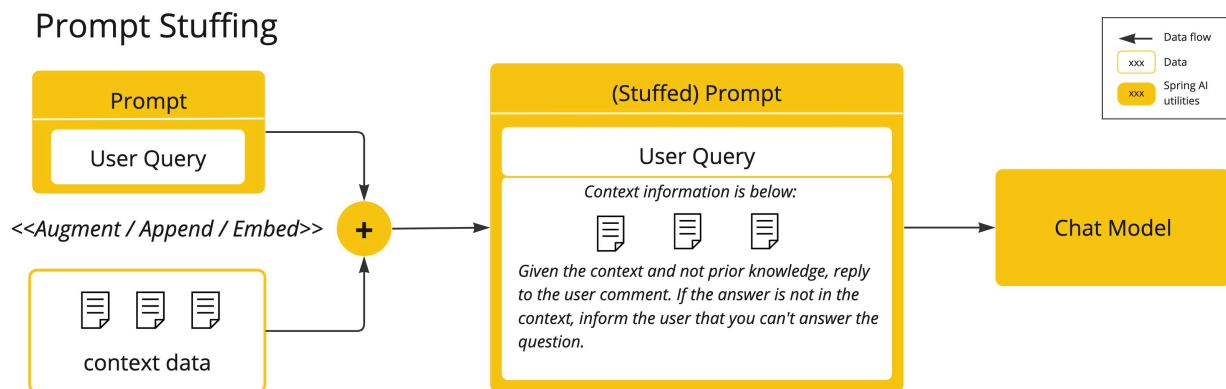 Prompt Stuffing
Data flow
xxx
Data
xxx
Spring AI
utilities
Prompt
User Query
<<Augment / Append / Embed>>
+
context data
(Stuffed) Prompt
User Query
Context information is below:
Given the context and not prior knowledge, reply
to the user comment. If the answer is not in the
context, inform the user that you can't answer the
question.
Chat Model